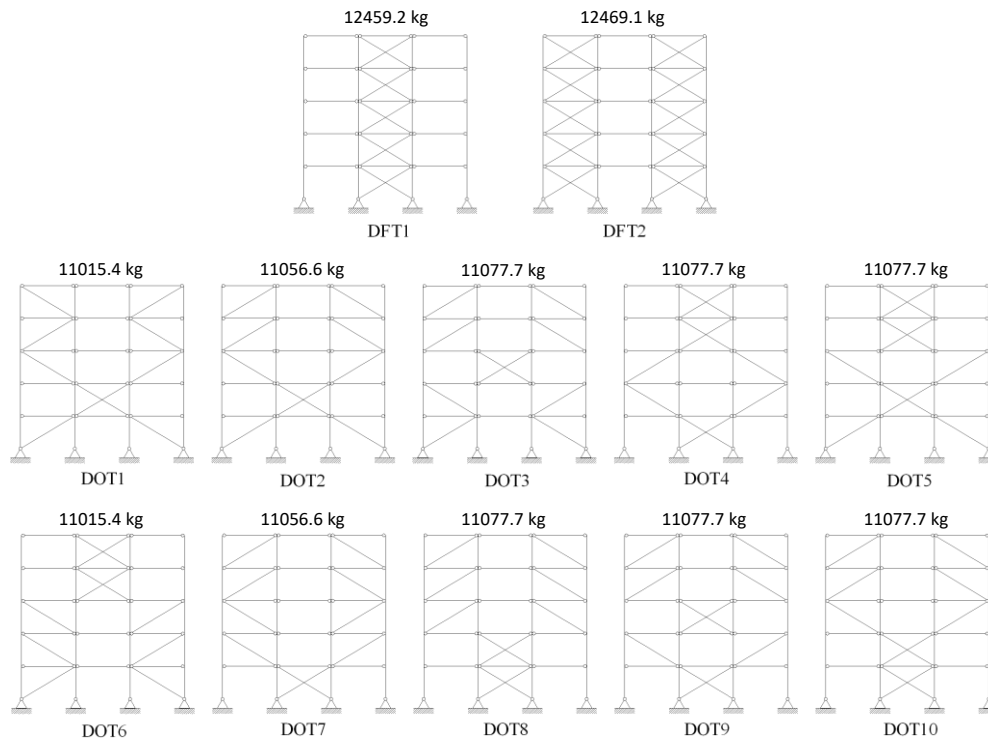 12459.2 kg 12469.1 kg
DFT1 DFT2
11015.4 kg 11056.6 kg 11077.7 kg 11077.7 kg 11077.7 kg
DOT1 DOT2 DOT3 DOT4 DOT5
11015.4 kg 11056.6 kg 11077.7 kg 11077.7 kg 11077.7 kg
DOT6 DOT7 DOT8 DOT9 DOT10